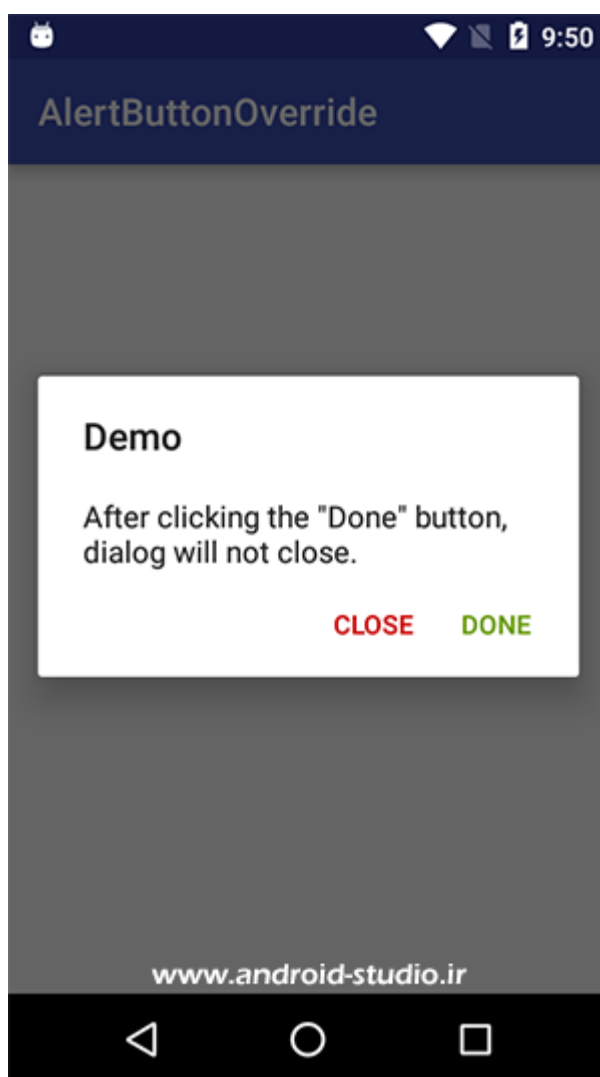 9:50
AlertButtonOverride
Demo
After clicking the "Done" button,
dialog will not close.
CLOSE DONE
www.android-studio.ir